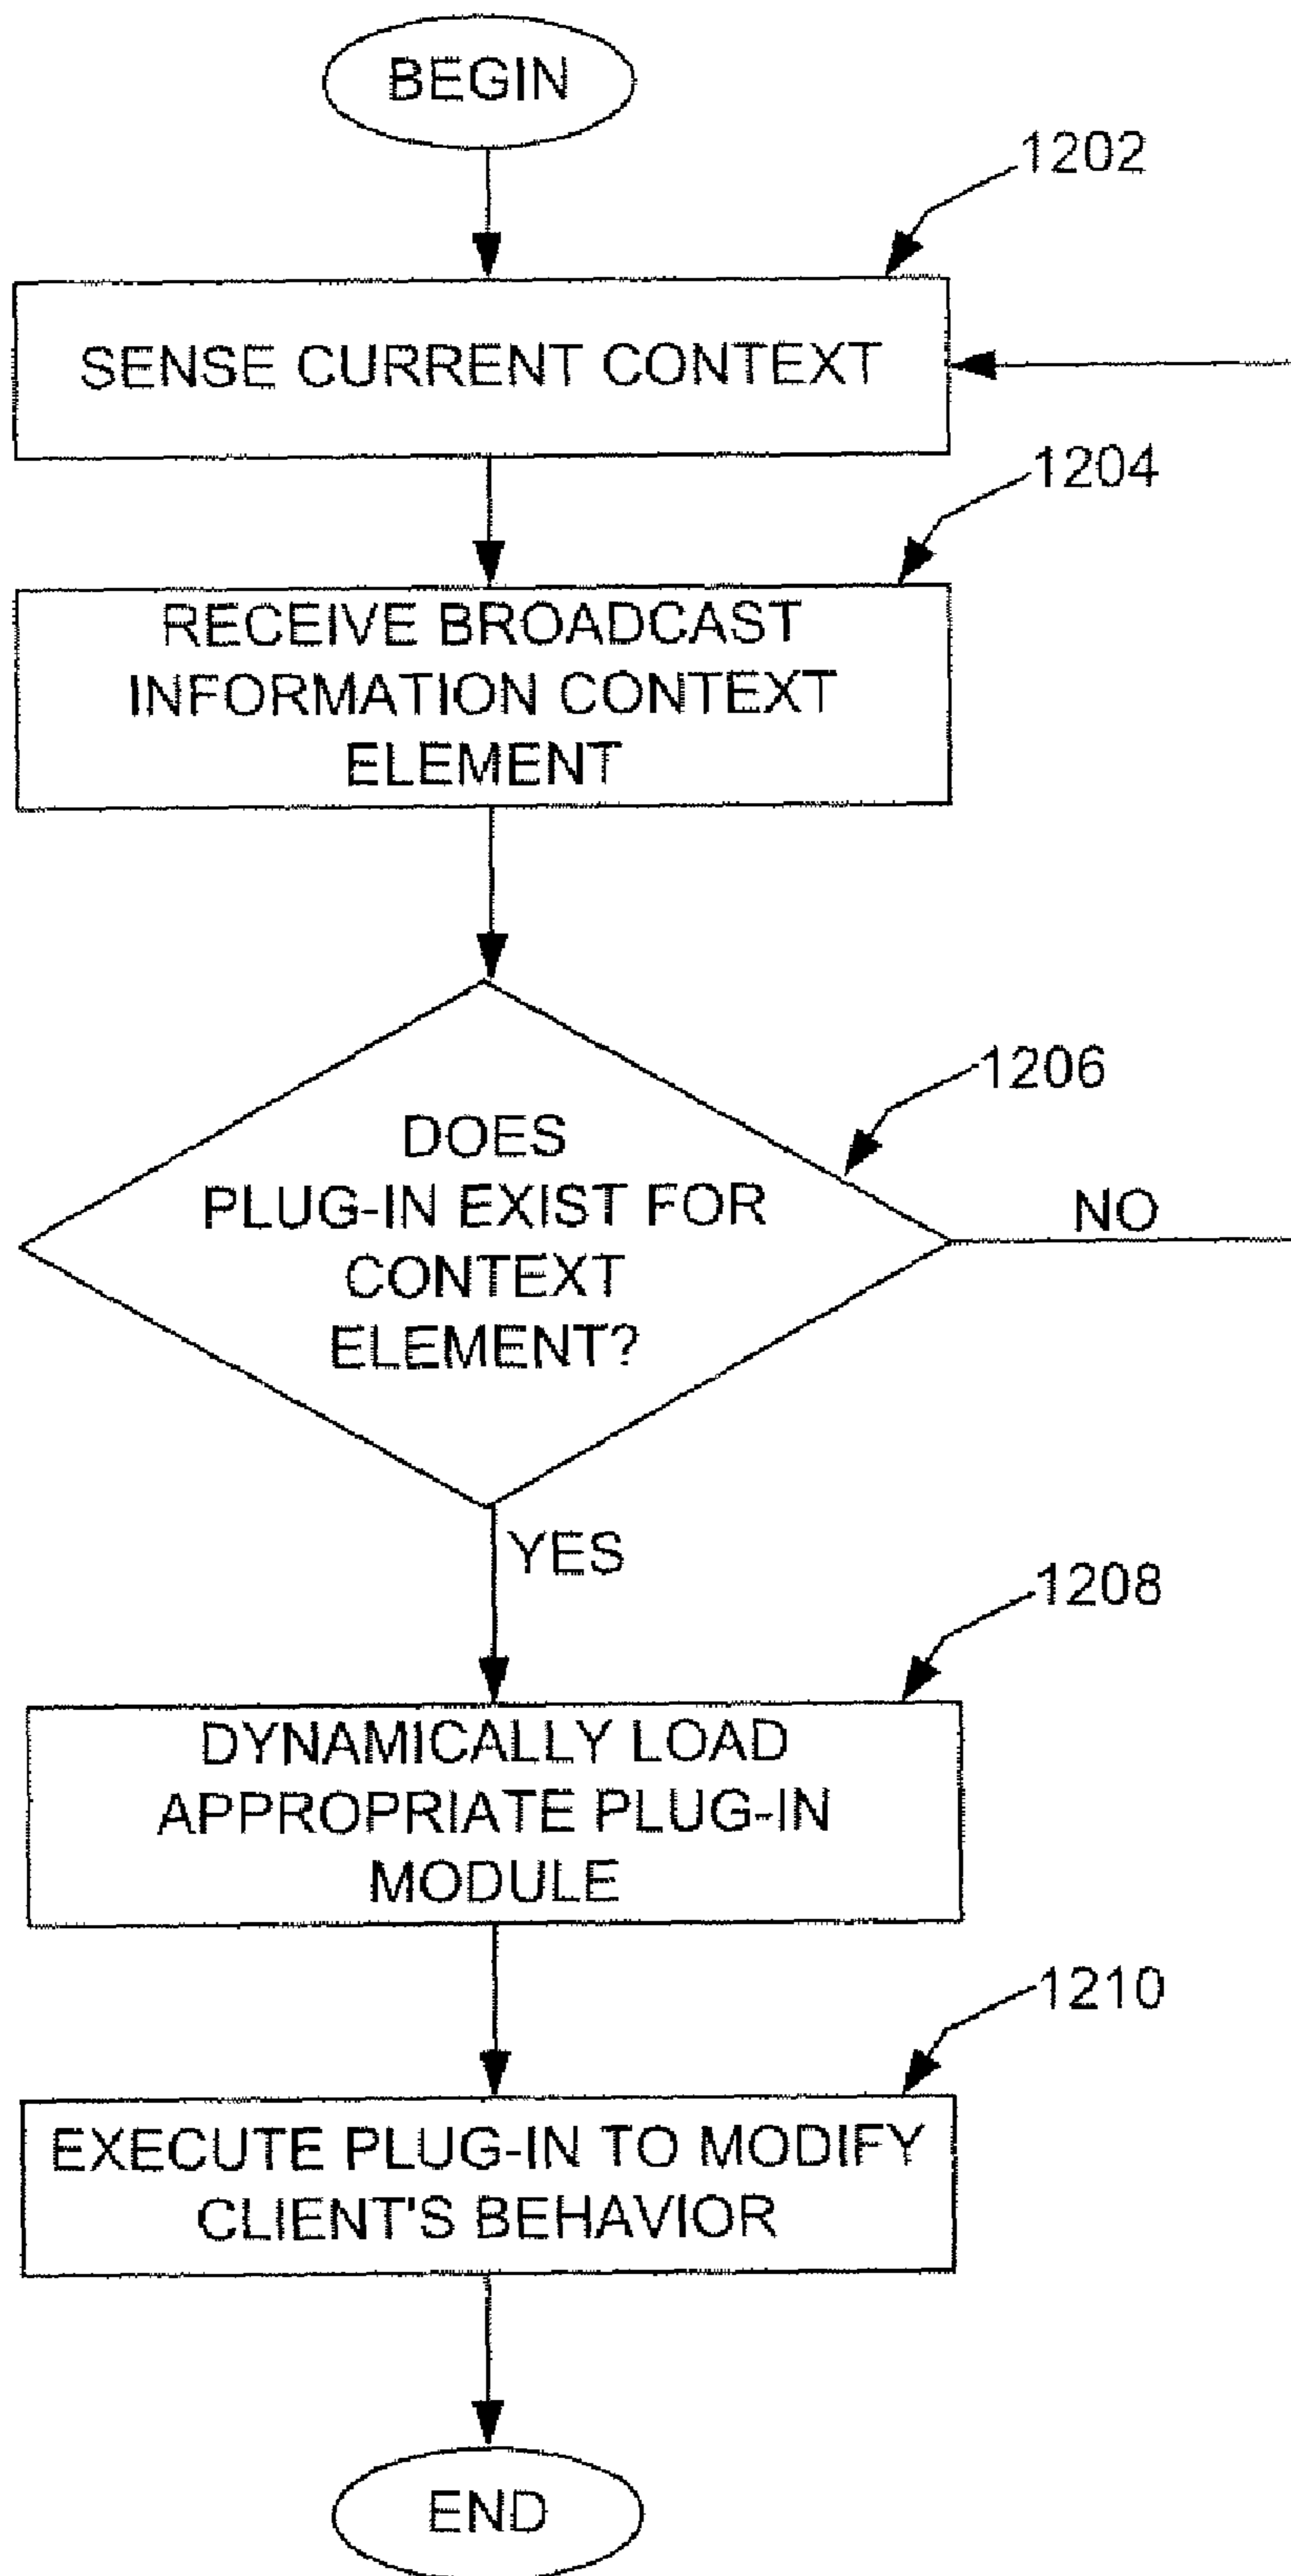 BEGIN
1202
SENSE CURRENT CONTEXT
1204
RECEIVE BROADCAST
INFORMATION CONTEXT
ELEMENT
1206
DOES
PLUG-IN EXIST FOR
CONTEXT
ELEMENT?
NO
YES
1208
DYNAMICALLY LOAD
APPROPRIATE PLUG-IN
MODULE
1210
EXECUTE PLUG-IN TO MODIFY
CLIENT'S BEHAVIOR
END